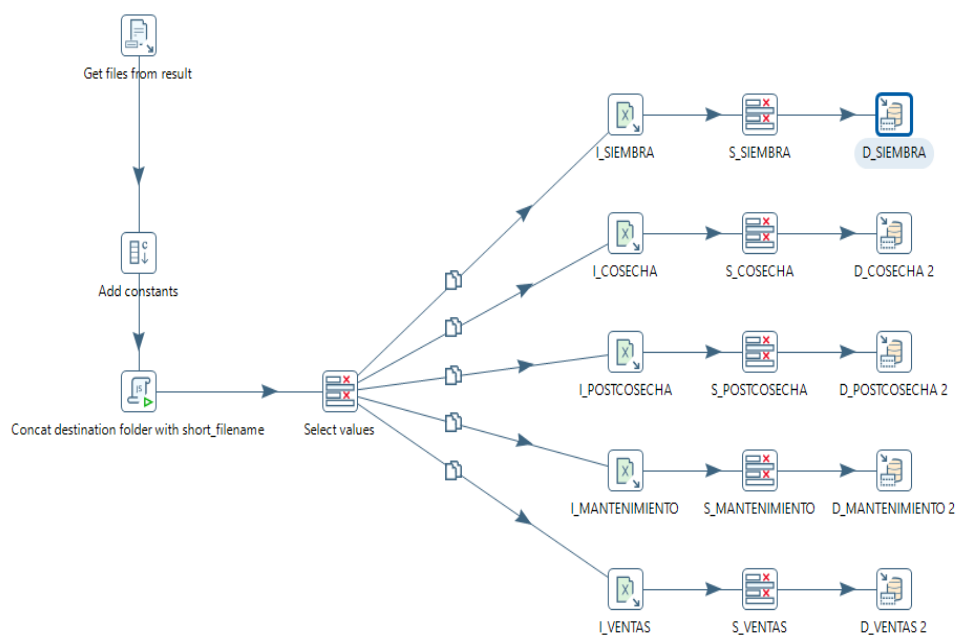 Get files from result
I_SIEMBRA
S_SIEMBRA
D_SIEMBRA
Add constants
I_COSECHA
S_COSECHA
D_COSECHA 2
I_POSTCOSECHA
S_POSTCOSECHA
D_POSTCOSECHA 2
Concat destination folder with short_filename
Select values
I_MANTENIMIENTO
S_MANTENIMIENTO
D_MANTENIMIENTO 2
I_VENTAS
S_VENTAS
D_VENTAS 2